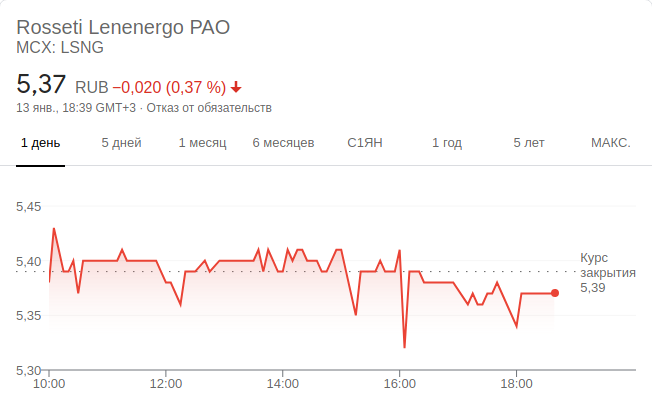 Rosseti Lenenergo PAO
MCX: LSNG
5,37 RUB −0,020 (0,37 %)
13 янв., 18:39 GMT+3 · Отказ от обязательств
1 день 5 дней 1 месяц 6 месяцев С1ЯН 1 год 5 лет МАКС.
5,45
5,40
5,35
5,30
Курс
закрытия
5,39
10:00 12:00 14:00 16:00 18:00